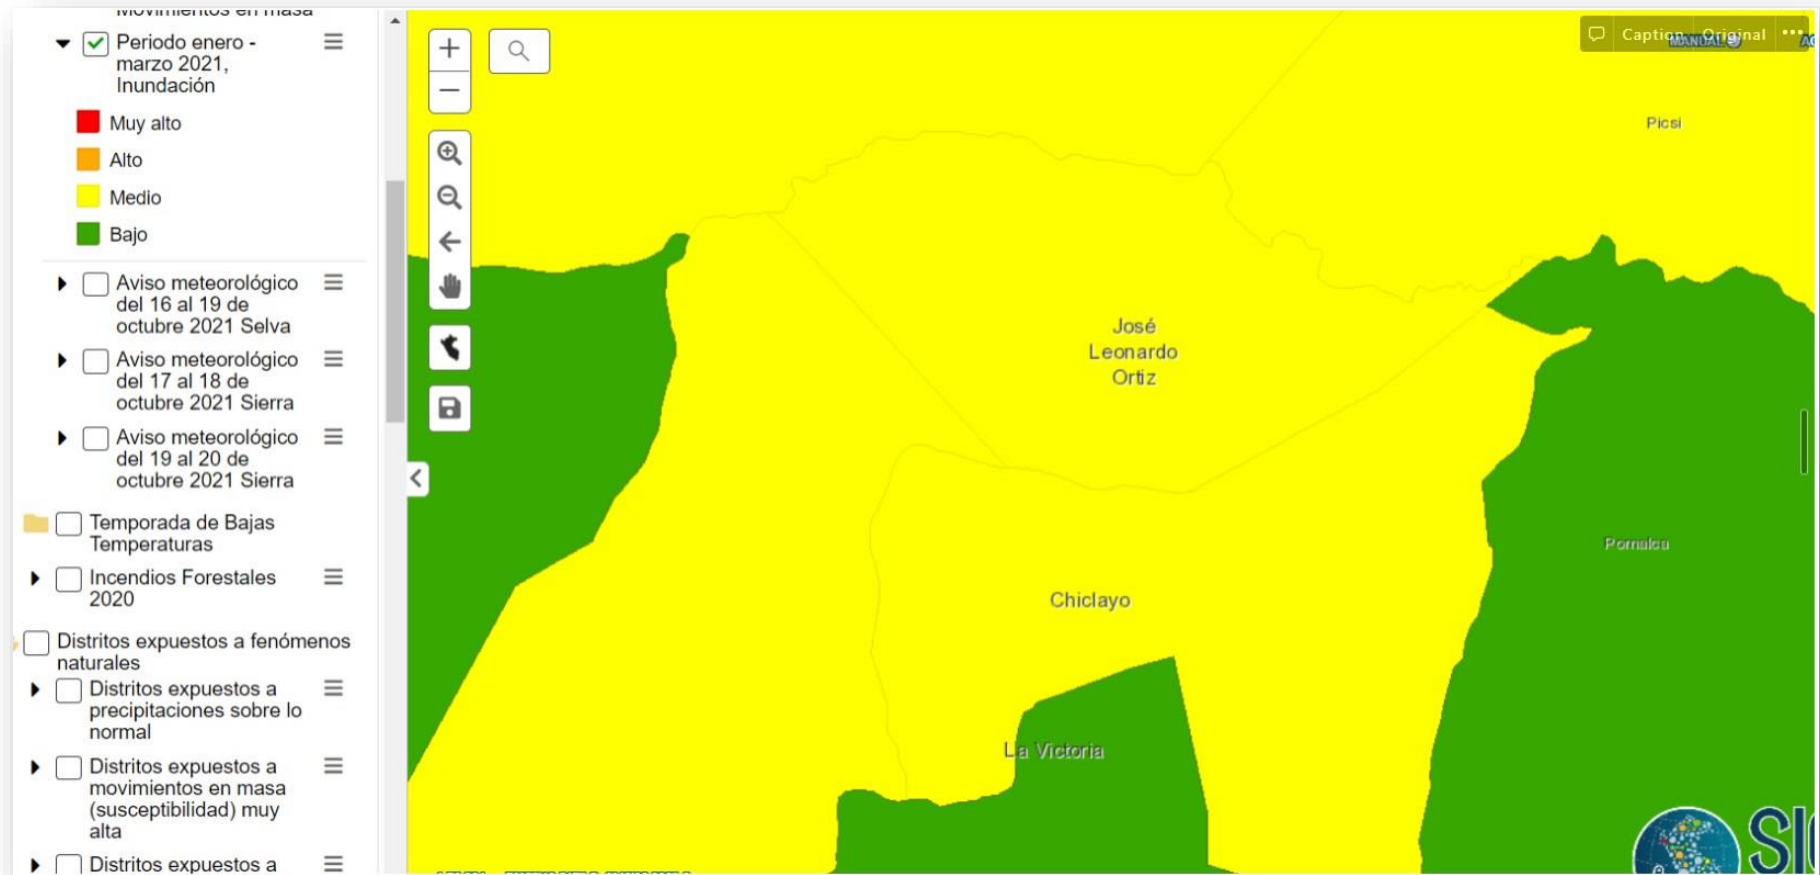 Movimientos en masa
Periodo enero -
marzo 2021,
Inundación
Muy alto
Alto
Medio
Bajo
Aviso meteorológico
del 16 al 19 de
octubre 2021 Selva
Aviso meteorológico
del 17 al 18 de
octubre 2021 Sierra
Aviso meteorológico
del 19 al 20 de
octubre 2021 Sierra
Temporada de Bajas
Temperaturas
Incendios Forestales
2020
Distritos expuestos a fenómenos
naturales
Distritos expuestos a
precipitaciones sobre lo
normal
Distritos expuestos a
movimientos en masa
(susceptibilidad) muy
alta
Distritos expuestos a
Caption Original
MANUAL
Picsi
José
Leonardo
Ortiz
Pomalca
Chiclayo
La Victoria